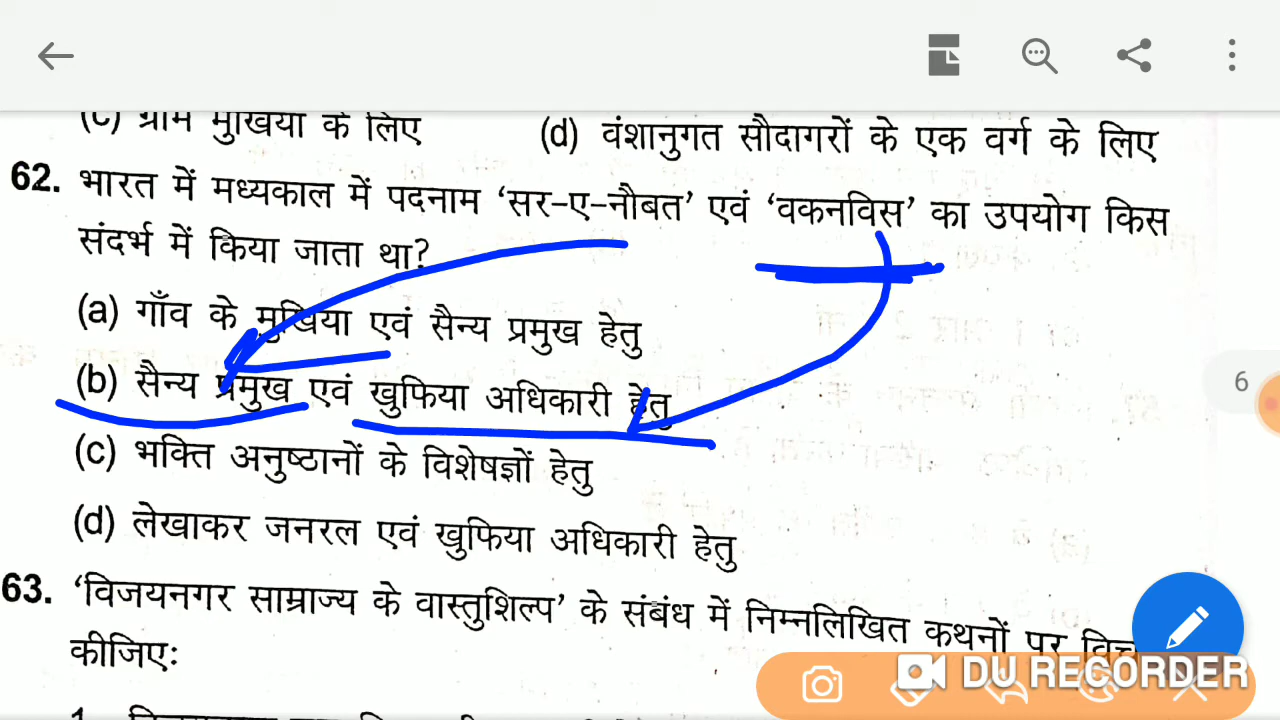 (c) ग्राम मुखिया के लिए (d) वंशानुगत सौदागरों के एक वर्ग के लिए
62. भारत में मध्यकाल में पदनाम ‘सर-ए-नौबत’ एवं ‘वकनविस’ का उपयोग किस
संदर्भ में किया जाता था?
(a) गाँव के मुखिया एवं सैन्य प्रमुख हेतु
(b) सैन्य प्रमुख एवं खुफिया अधिकारी हेतु
6
(c) भक्ति अनुष्ठानों के विशेषज्ञों हेतु
(d) लेखाकर जनरल एवं खुफिया अधिकारी हेतु
63. ‘विजयनगर साम्राज्य के वास्तुशिल्प’ के संबंध में निम्नलिखित कथनों पर
कीजिए:
DU RECORDER
1.